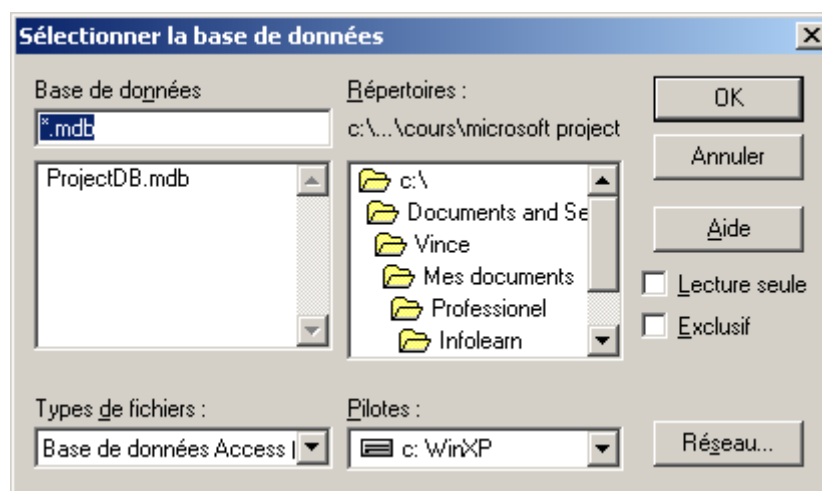 Sélectionner la base de données
Base de données
*.mdb
ProjectDB.mdb
Répertoires :
c:\...\cours\microsoft project
c:\
Documents and Se
Vince
Mes documents
Professionel
Infolearn
OK
Annuler
Aide
Lecture seule
Exclusif
Types de fichiers :
Base de données Access (
Pilotes :
c: WinXP
Réseau...